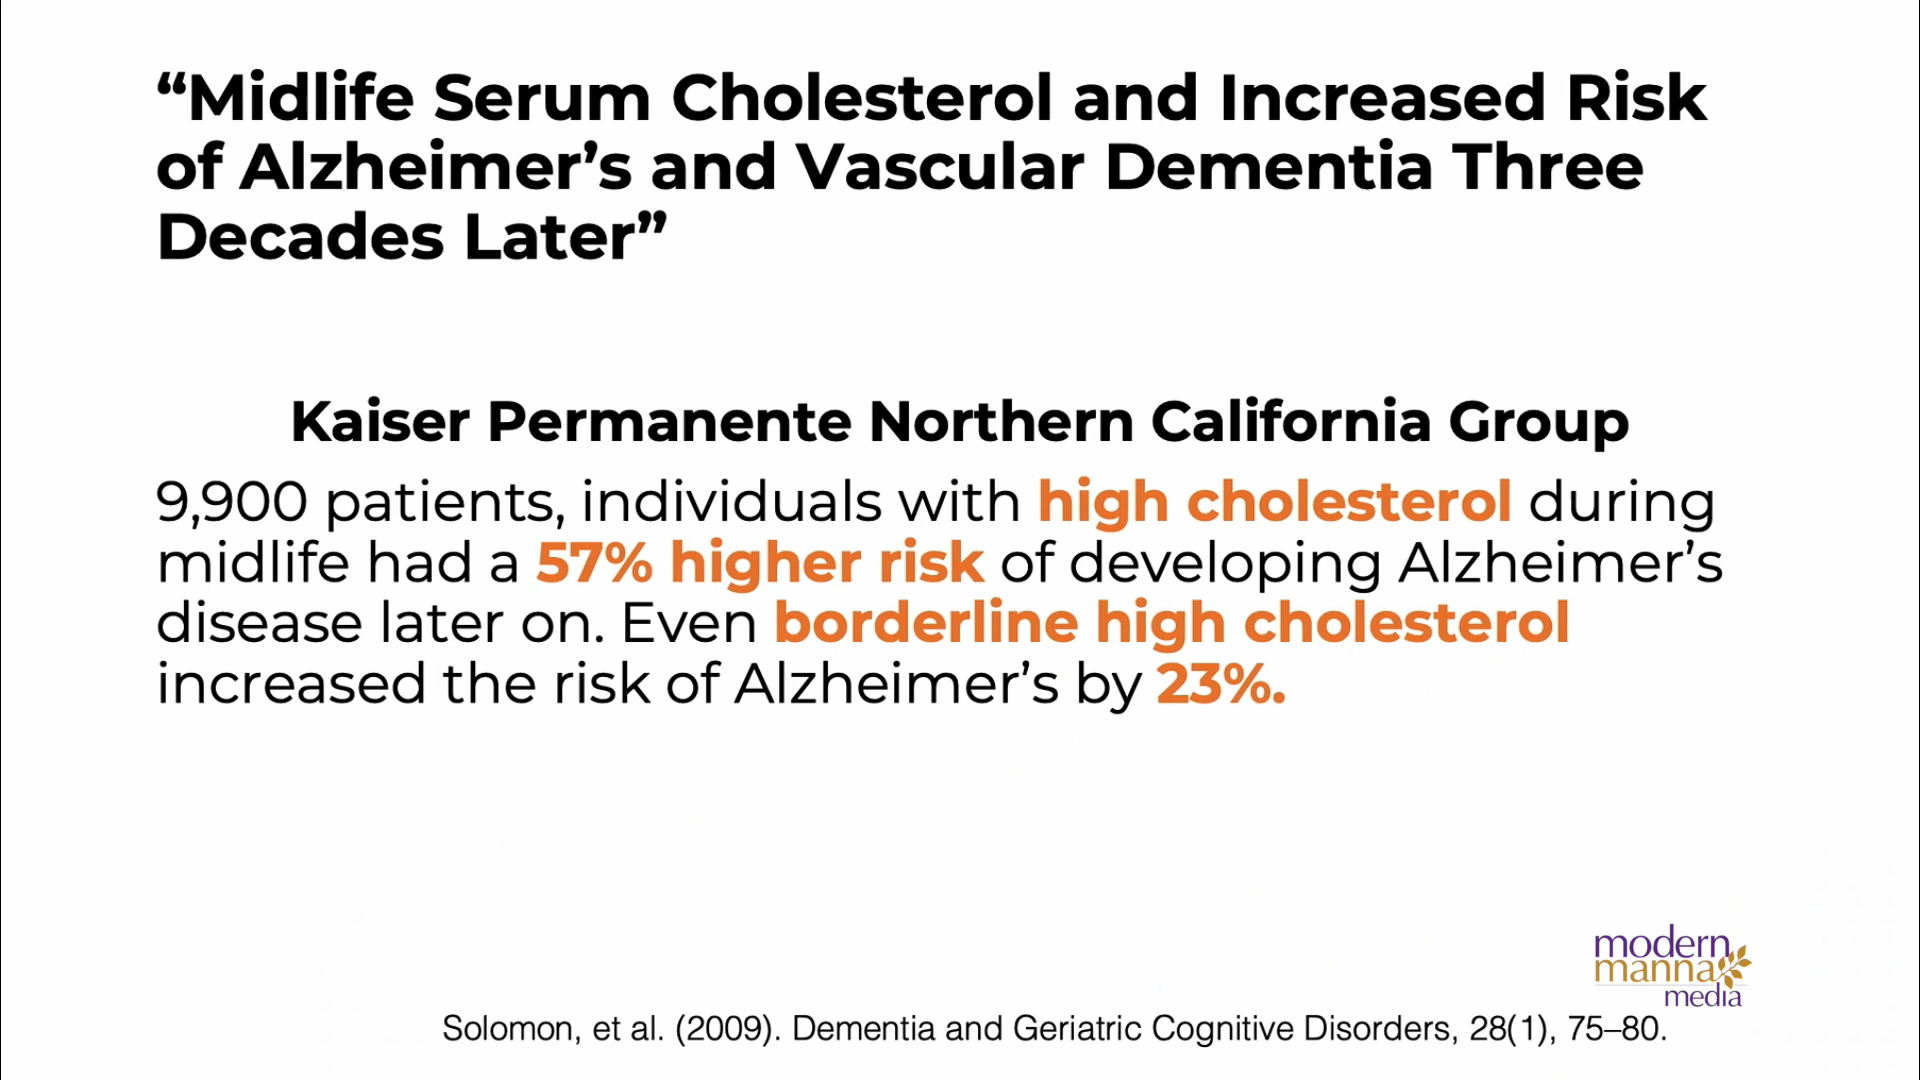 “Midlife Serum Cholesterol and Increased Risk
of Alzheimer’s and Vascular Dementia Three
Decades Later”
Kaiser Permanente Northern California Group
9,900 patients, individuals with high cholesterol during
midlife had a 57% higher risk of developing Alzheimer’s
disease later on. Even borderline high cholesterol
increased the risk of Alzheimer’s by 23%.
modern
manna
media
Solomon, et al. (2009). Dementia and Geriatric Cognitive Disorders, 28(1), 75–80.